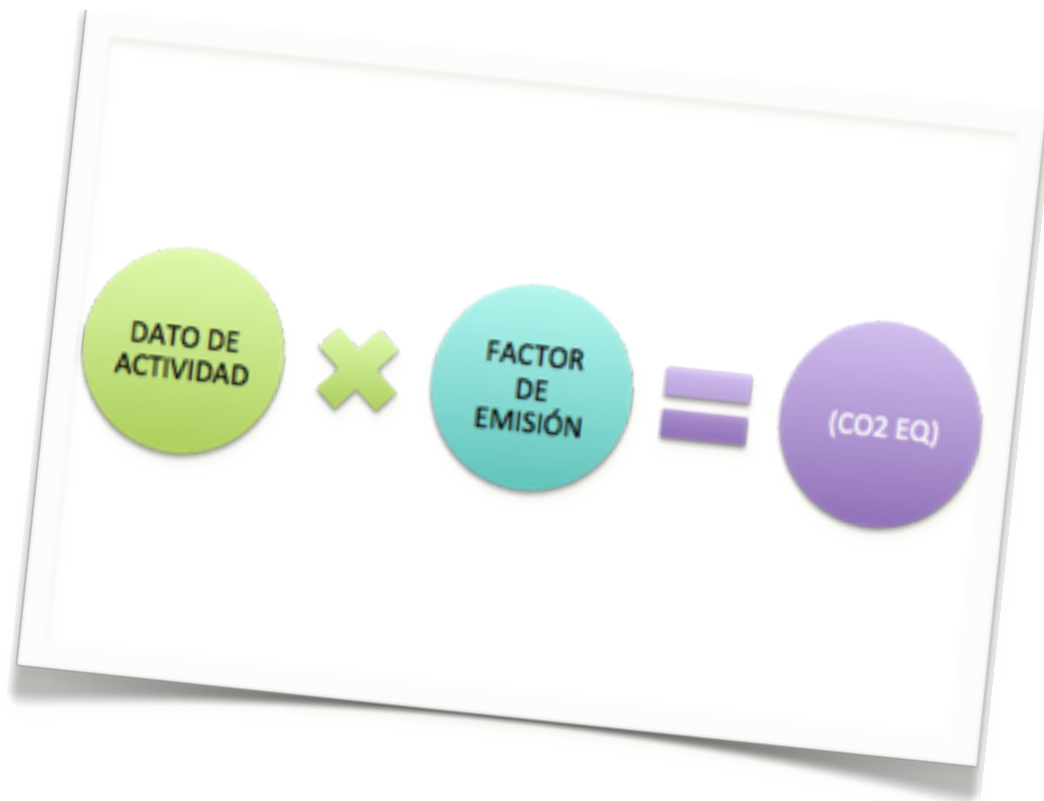 DATO DE
ACTIVIDAD
FACTOR
DE
EMISIÓN
(CO2 EQ)